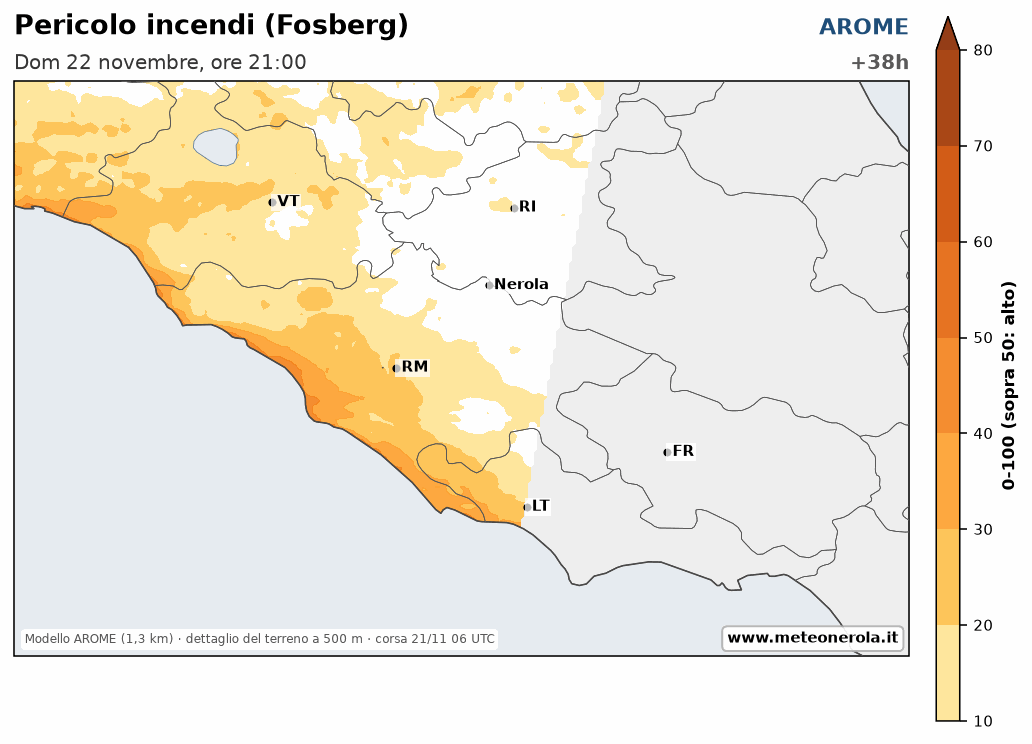 Pericolo incendi (Fosberg)
AROME
Dom 22 novembre, ore 21:00
+38h
80
70
60
50
40
30
20
10
0-100 (sopra 50: alto)
VT
RI
Nerola
RM
FR
LT
Modello AROME (1,3 km) · dettaglio del terreno a 500 m · corsa 21/11 06 UTC
www.meteonerola.it